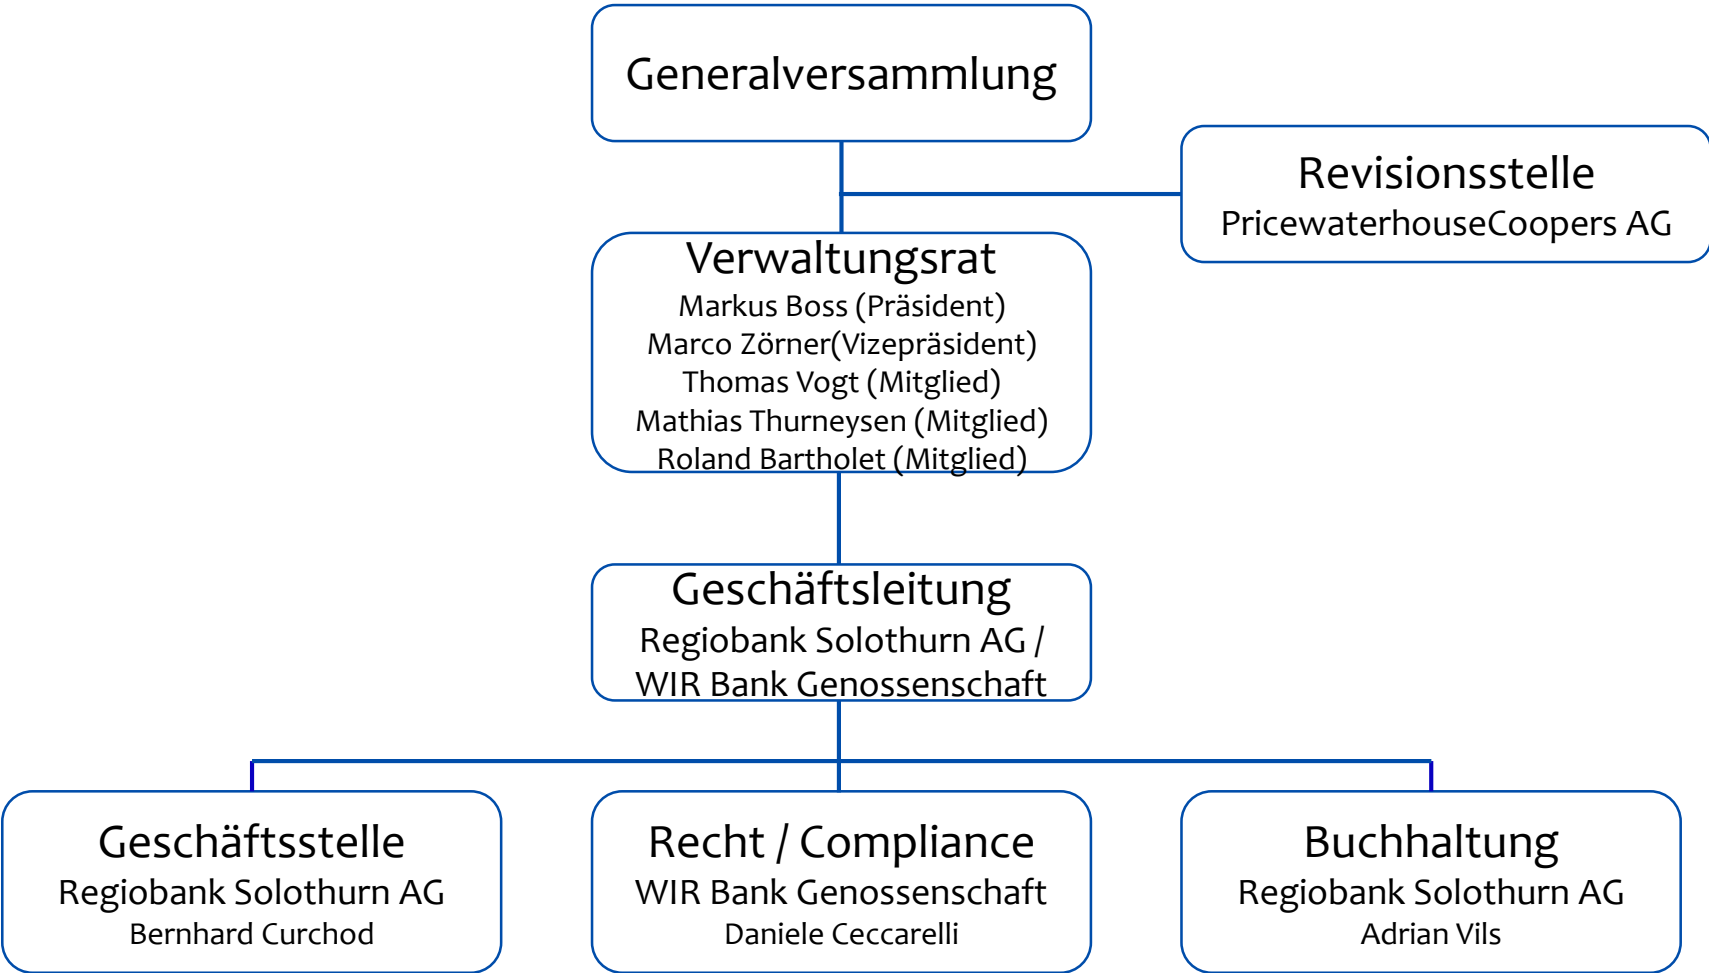 Generalversammlung
Revisionsstelle
PricewaterhouseCoopers AG
Verwaltungsrat
Markus Boss (Präsident)
Marco Zörner(Vizepräsident)
Thomas Vogt (Mitglied)
Mathias Thurneysen (Mitglied)
Roland Bartholet (Mitglied)
Geschäftsleitung
Regiobank Solothurn AG /
WIR Bank Genossenschaft
Geschäftsstelle
Regiobank Solothurn AG
Bernhard Curchod
Recht / Compliance
WIR Bank Genossenschaft
Daniele Ceccarelli
Buchhaltung
Regiobank Solothurn AG
Adrian Vils